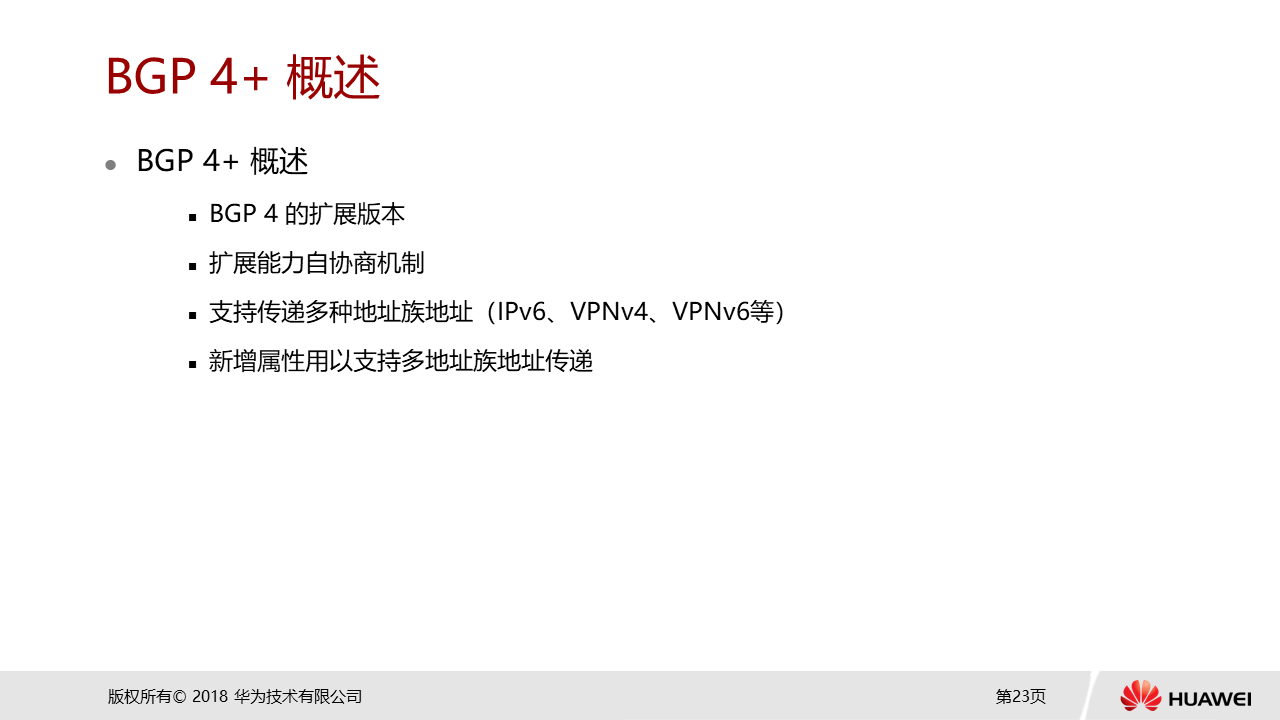 BGP 4+ 概述
BGP 4+ 概述
BGP 4 的扩展版本
扩展能力自协商机制
支持传递多种地址族地址（IPv6、VPNv4、VPNv6等）
新增属性用以支持多地址族地址传递
版权所有© 2018 华为技术有限公司
第23页
HUAWEI